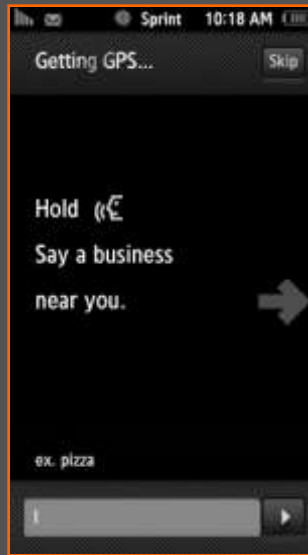 Sprint 10:18 AM
Getting GPS... Skip
Hold
Say a business
near you.
ex. pizza